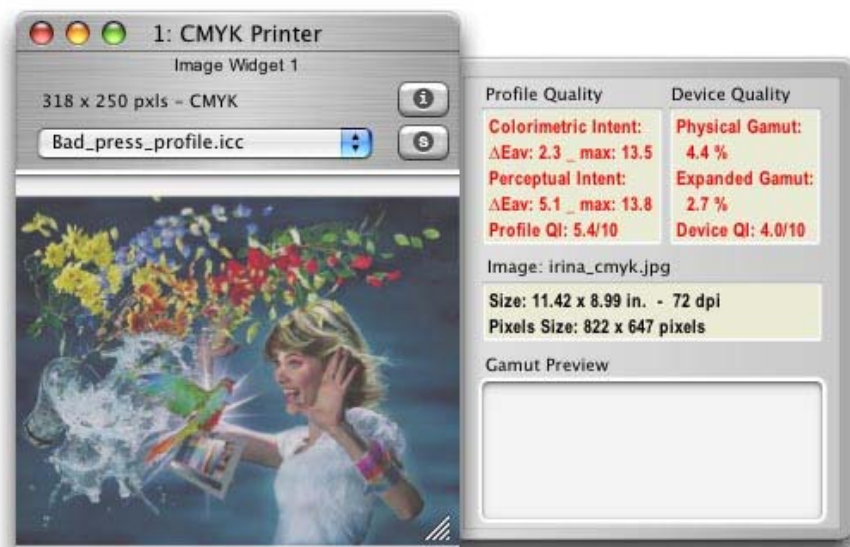 1: CMYK Printer
Image Widget 1
318 x 250 pxls - CMYK
i
Bad_press_profile.icc
s
Profile Quality
Colorimetric Intent:
ΔEav: 2.3 _ max: 13.5
Perceptual Intent:
ΔEav: 5.1 _ max: 13.8
Profile QI: 5.4/10
Device Quality
Physical Gamut:
4.4 %
Expanded Gamut:
2.7 %
Device QI: 4.0/10
Image: irina_cmyk.jpg
Size: 11.42 x 8.99 in. - 72 dpi
Pixels Size: 822 x 647 pixels
Gamut Preview